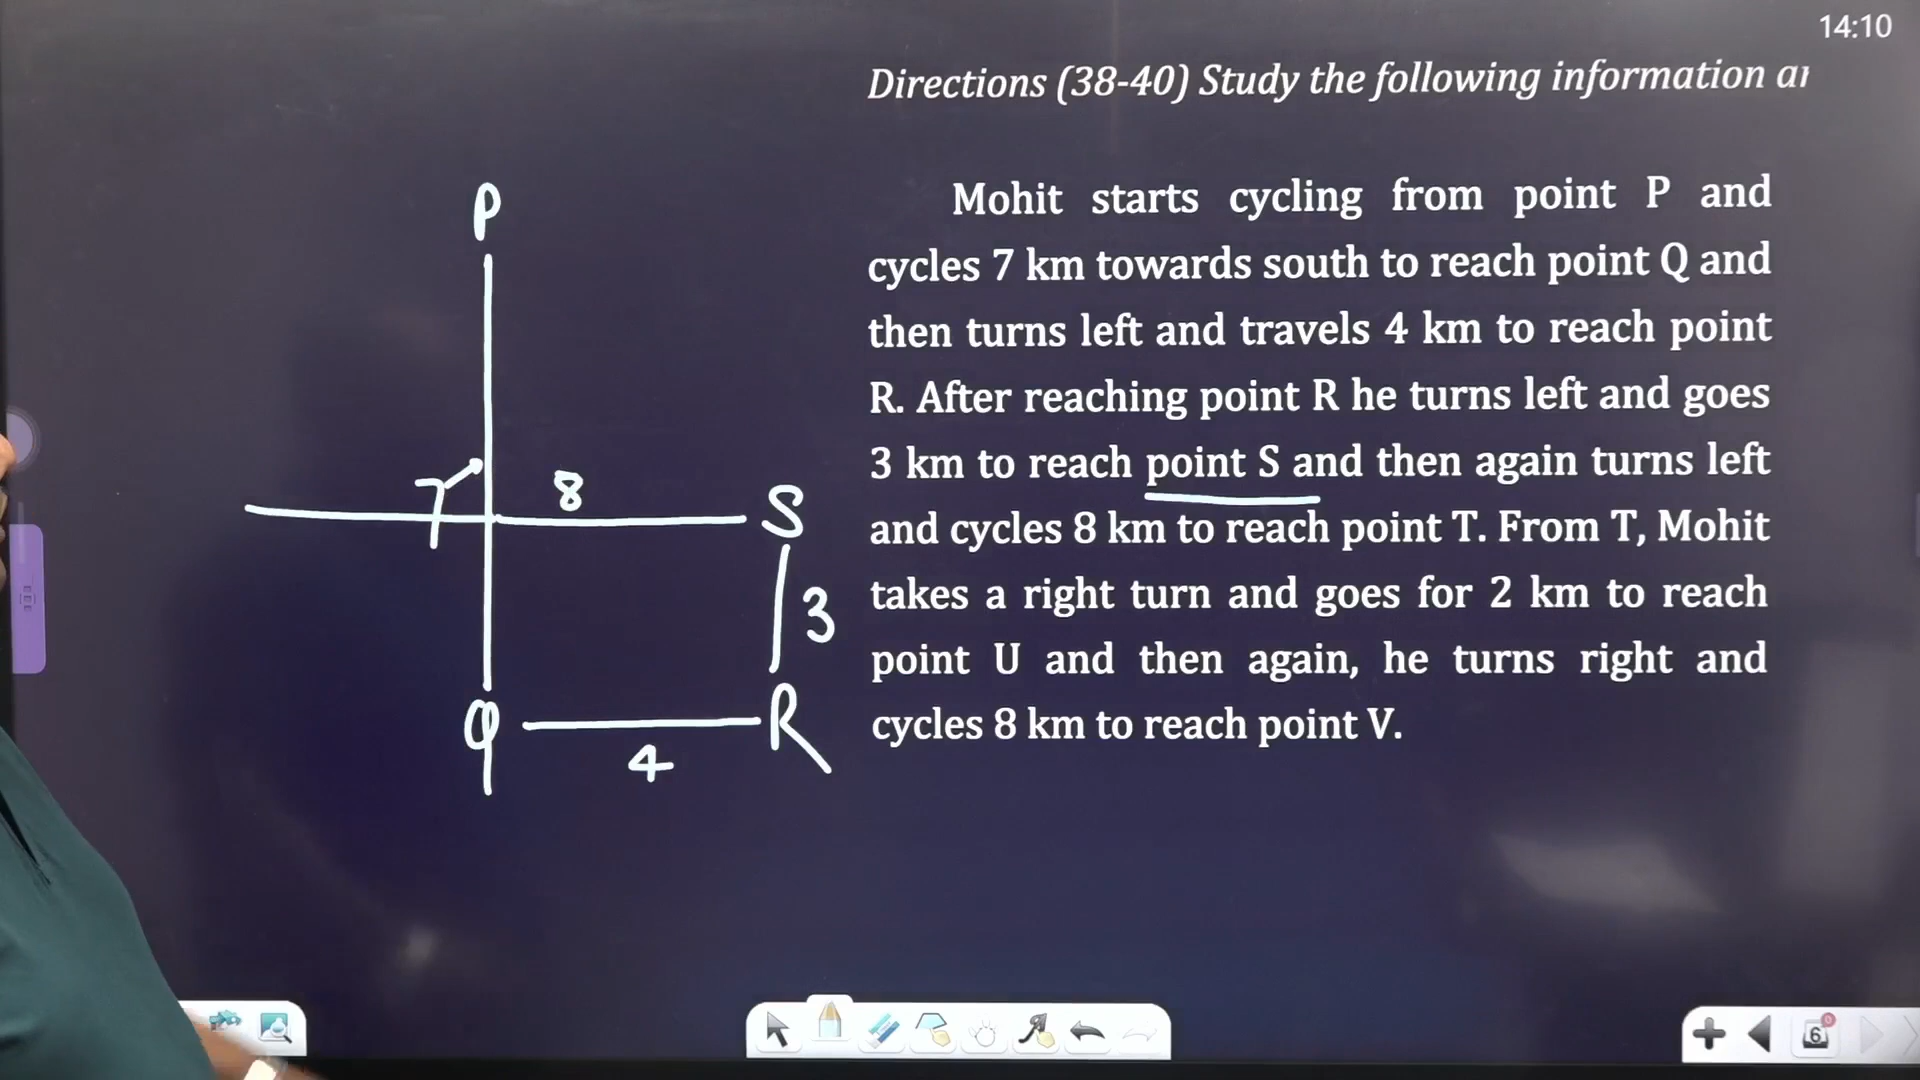 14:10
Directions (38-40) Study the following information ar
Mohit starts cycling from point P and
cycles 7 km towards south to reach point Q and
then turns left and travels 4 km to reach point
R. After reaching point R he turns left and goes
3 km to reach point S and then again turns left
and cycles 8 km to reach point T. From T, Mohit
takes a right turn and goes for 2 km to reach
point U and then again, he turns right and
cycles 8 km to reach point V.
P
7
8
S
3
Q
4
R
6
0